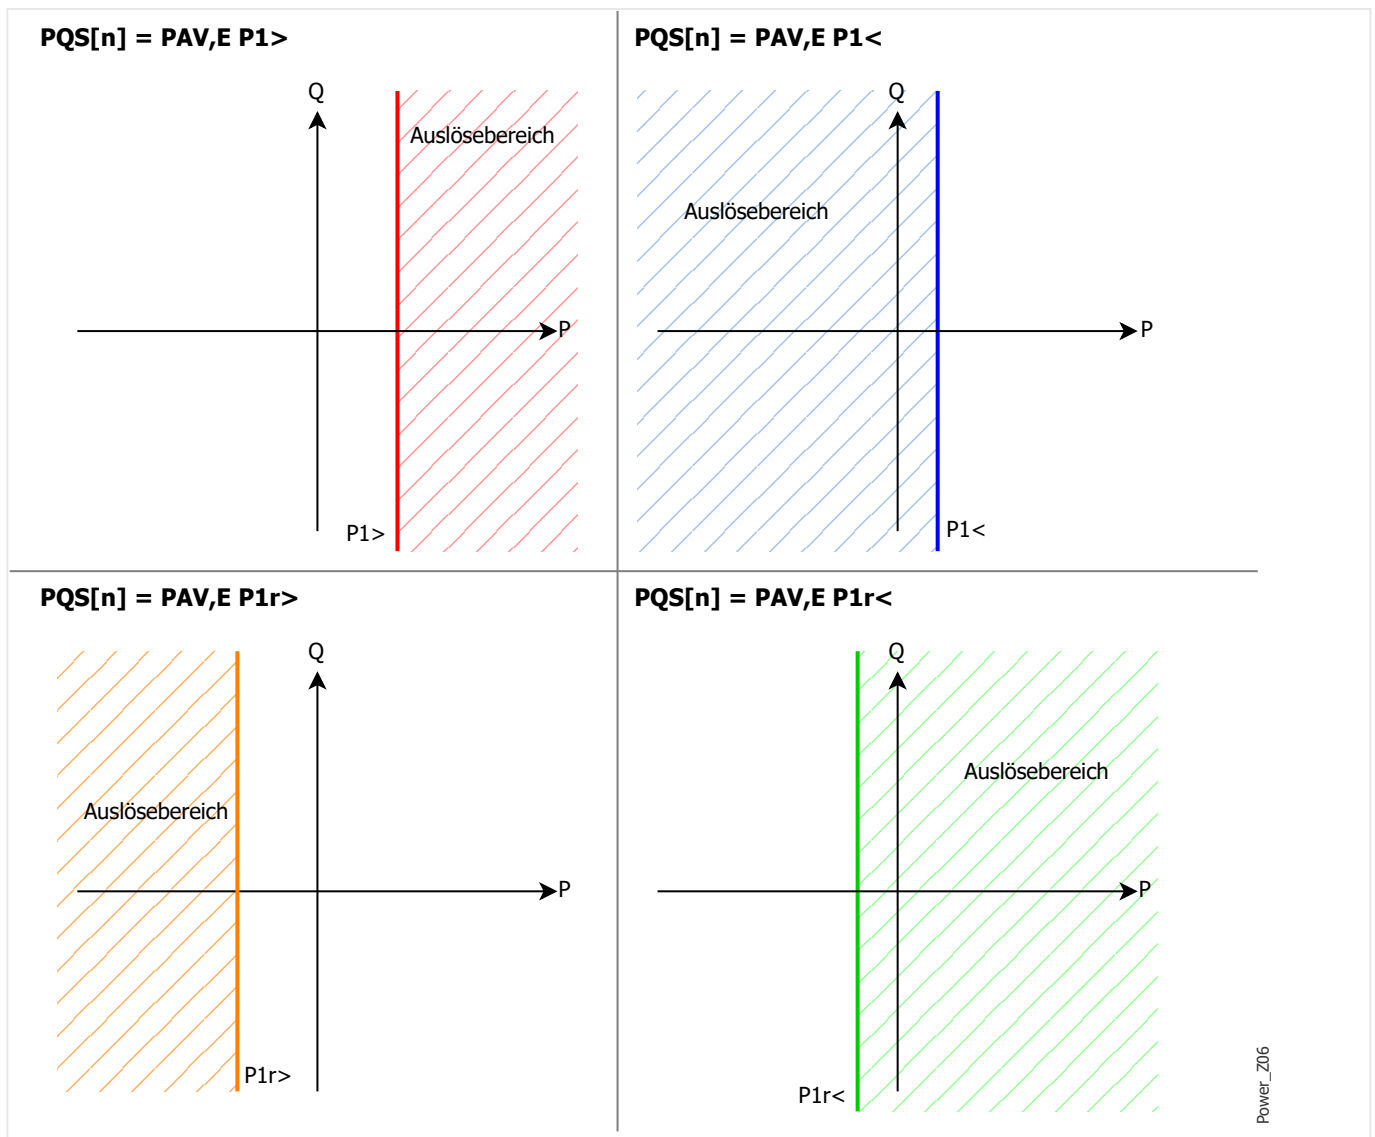 PQS[n] = PAV,E P1>
Q
Auslösebereich
P
P1>
PQS[n] = PAV,E P1<
Q
Auslösebereich
P
P1<
PQS[n] = PAV,E P1r>
Q
Auslösebereich
P
P1r>
PQS[n] = PAV,E P1r<
Q
Auslösebereich
P
P1r<
Power_Z06